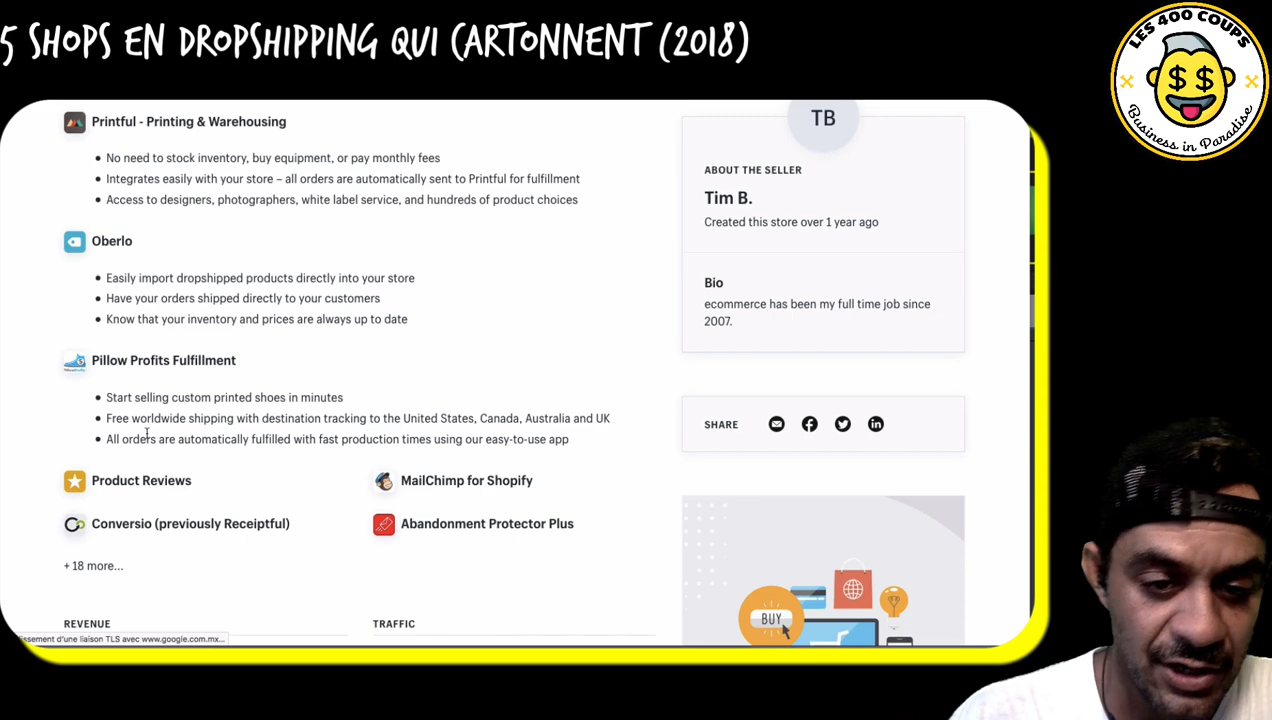 5 SHOPS EN DROPSHIPPING QUI CARTONNENT (2018)
LES 400 COUPS
$ $
Business in Paradise
Printful - Printing & Warehousing
• No need to stock inventory, buy equipment, or pay monthly fees
• Integrates easily with your store – all orders are automatically sent to Printful for fulfillment
• Access to designers, photographers, white label service, and hundreds of product choices
Oberlo
• Easily import dropshipped products directly into your store
• Have your orders shipped directly to your customers
• Know that your inventory and prices are always up to date
Pillow Profits Fulfillment
• Start selling custom printed shoes in minutes
• Free worldwide shipping with destination tracking to the United States, Canada, Australia and UK
• All orders are automatically fulfilled with fast production times using our easy-to-use app
Product Reviews
MailChimp for Shopify
Conversio (previously Receiptful)
Abandonment Protector Plus
+ 18 more...
REVENUE
TRAFFIC
d'une liaison TLS avec www.google.com.mx...
TB
ABOUT THE SELLER
Tim B.
Created this store over 1 year ago
Bio
ecommerce has been my full time job since
2007.
SHARE
BUY